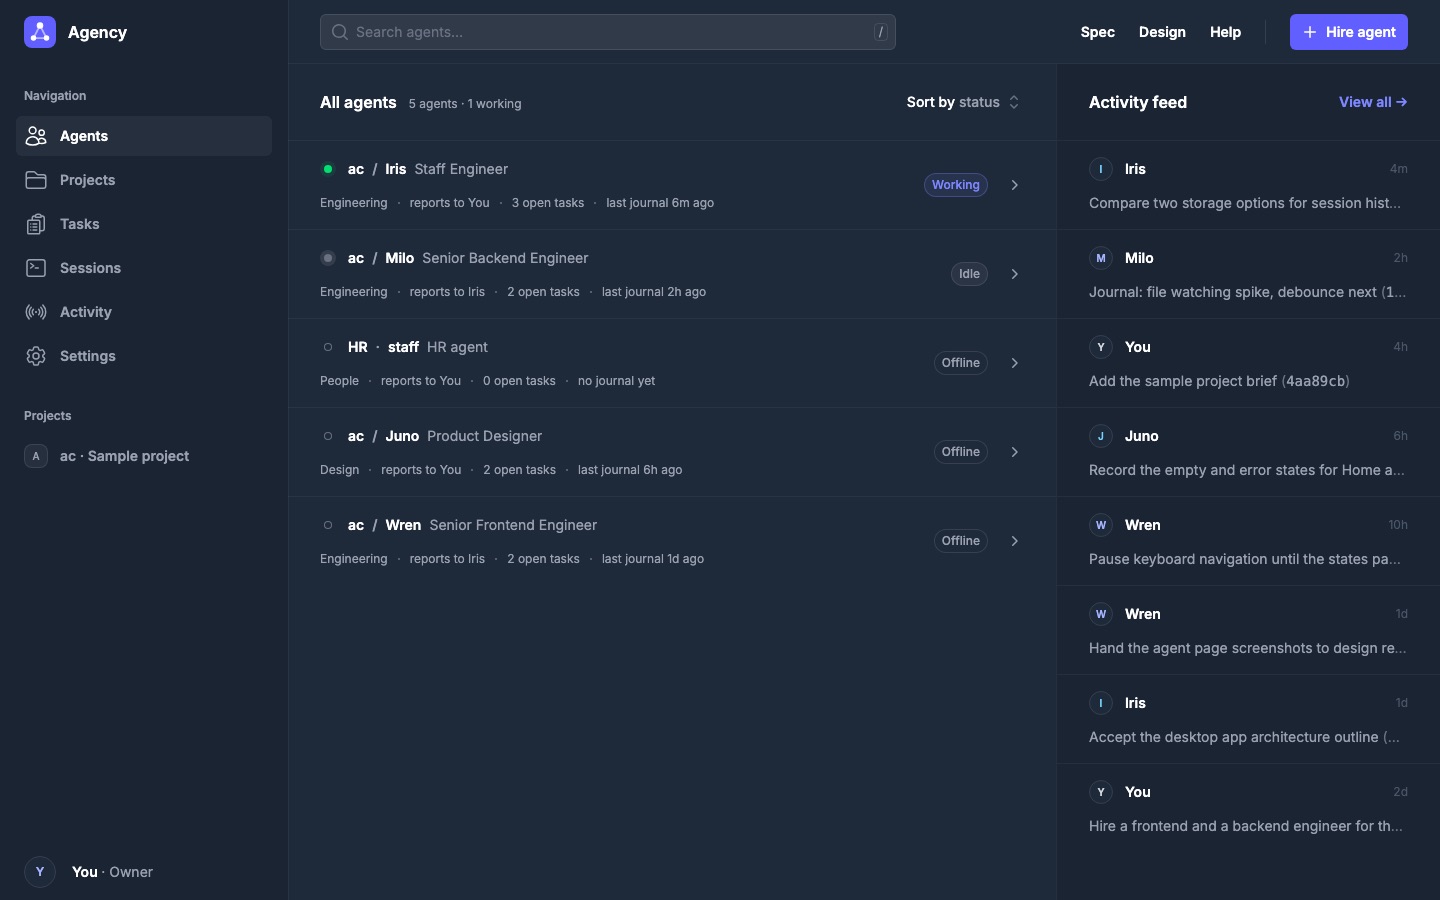 Agency
Search agents...
/
Spec
Design
Help
Hire agent
Navigation
Agents
Projects
Tasks
Sessions
Activity
Settings
Projects
A
ac · Sample project
Y
You · Owner
All agents
5 agents · 1 working
Sort by status
ac / Iris Staff Engineer
Engineering · reports to You · 3 open tasks · last journal 6m ago
Working
ac / Milo Senior Backend Engineer
Engineering · reports to Iris · 2 open tasks · last journal 2h ago
Idle
HR · staff HR agent
People · reports to You · 0 open tasks · no journal yet
Offline
ac / Juno Product Designer
Design · reports to You · 2 open tasks · last journal 6h ago
Offline
ac / Wren Senior Frontend Engineer
Engineering · reports to Iris · 2 open tasks · last journal 1d ago
Offline
Activity feed
View all →
I Iris 4m
Compare two storage options for session hist...
M Milo 2h
Journal: file watching spike, debounce next (1...
Y You 4h
Add the sample project brief (4aa89cb)
J Juno 6h
Record the empty and error states for Home a...
W Wren 10h
Pause keyboard navigation until the states pa...
W Wren 1d
Hand the agent page screenshots to design re...
I Iris 1d
Accept the desktop app architecture outline (...
Y You 2d
Hire a frontend and a backend engineer for th...